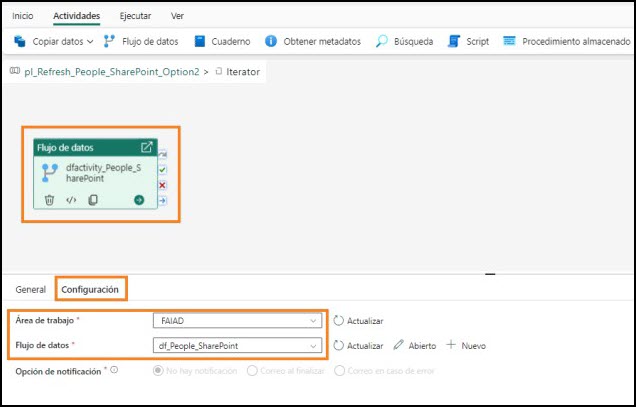 Inicio Actividades Ejecutar Ver
Copiar datos Flujo de datos Cuaderno Obtener metadatos Búsqueda Script Procedimiento almacenado
pl_Refresh_People_SharePoint_Option2 > Iterator
Flujo de datos
dfactivity_People_S
harePoint
General Configuración
Área de trabajo * FAIAD Actualizar
Flujo de datos * df_People_SharePoint Actualizar Abierto Nuevo
Opción de notificación * No hay notificación Correo al finalizar Correo en caso de error